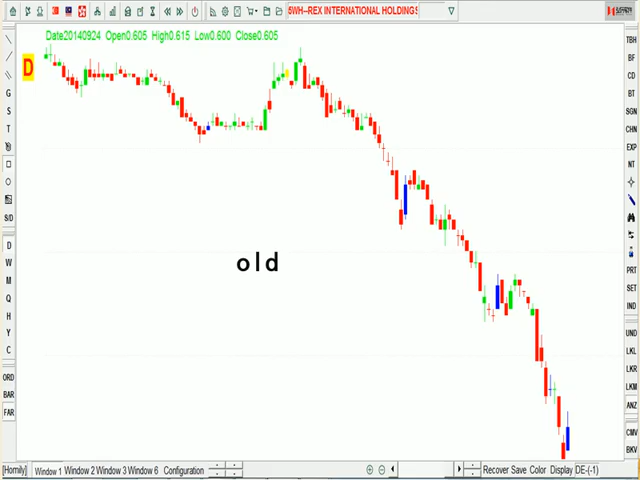 5WH--REX INTERNATIONAL HOLDINGS
Date20140924 Open0.605 High0.615 Low0.600 Close0.605
D
G
S
T
S/D
D
W
M
Q
H
Y
C
ORD
BAR
FAR
old
TBH
BF
CD
BT
SGN
CHN
EXP
NT
PRT
SET
IND
UND
LKL
LKR
LKM
ANZ
CMV
BKV
[Homily] Window 1 Window 2 Window 3 Window 6 Configuration Recover Save Color Display DE-(-1)